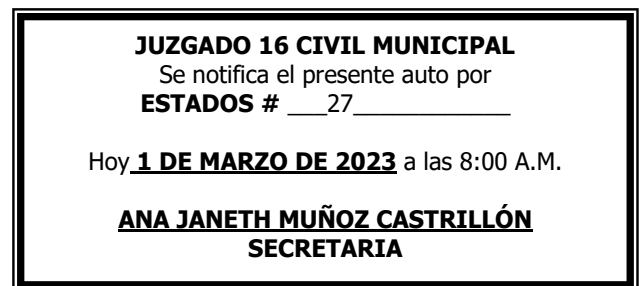 JUZGADO 16 CIVIL MUNICIPAL
Se notifica el presente auto por
ESTADOS # ___27____________
Hoy 1 DE MARZO DE 2023 a las 8:00 A.M.
ANA JANETH MUÑOZ CASTRILLÓN
SECRETARIA